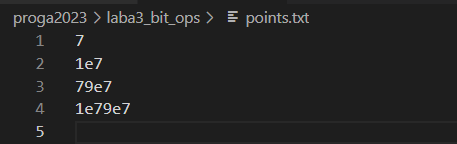 proga2023 > laba3_bit_ops > points.txt
1 7
2 1e7
3 79e7
4 1e79e7
5